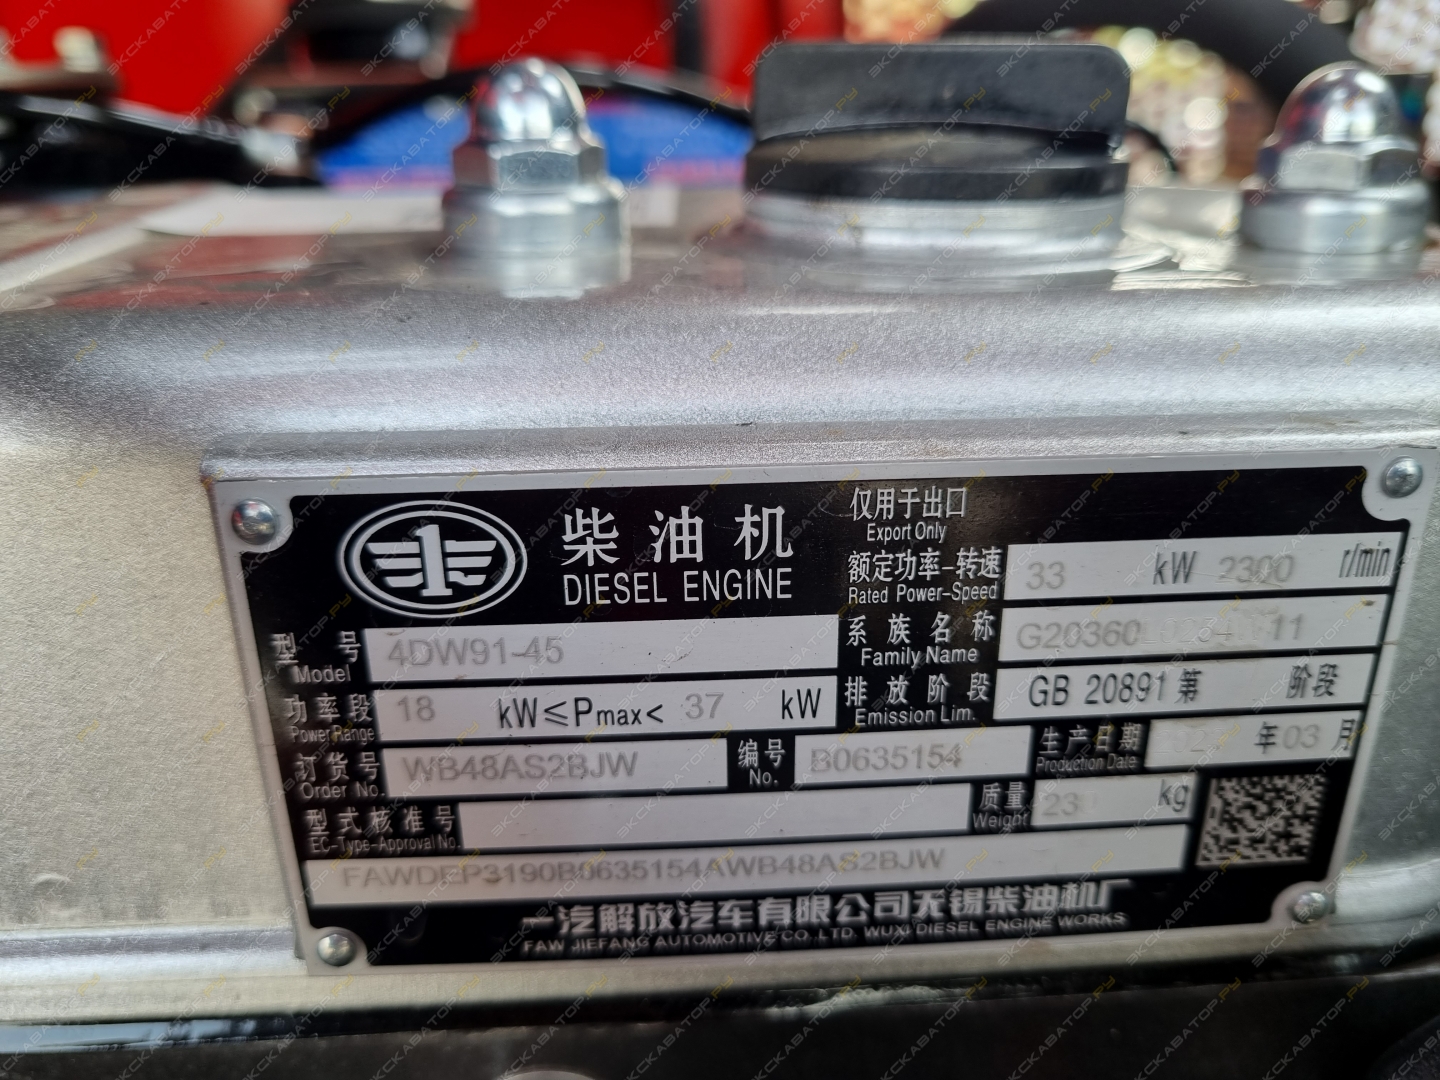 柴油机
DIESEL ENGINE
仅用于出口
Export Only
额定功率-转速 33 kW 2300 r/min
Rated Power-Speed
型号 4DW91-45
Model
系族名称
Family Name
功率段 18 kW≤Pmax< 37 kW
Power Range
排放阶段 GB 20891 第 阶段
Emission Lim.
订货号 WB48AS2BJW
Order No.
编号 B0635154
No.
生产日期 年03月
Production Date
型式核准号
EC-Type-Approval No.
质量 kg
Weight
FAWDEP3190B0635154AWB48AS2BJW
一汽解放汽车有限公司无锡柴油机厂
FAW JIEFANG AUTOMOTIVE CO.,LTD. WUXI DIESEL ENGINE WORKS
ЭКСКАВАТОР.РУ